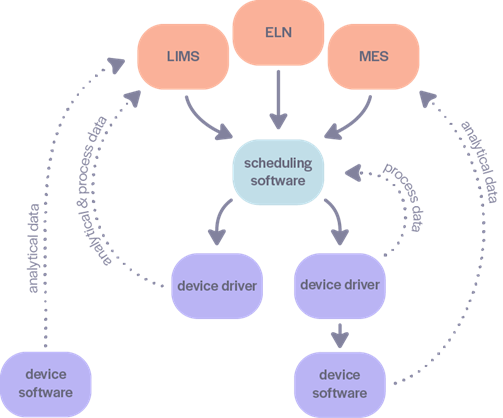 ELN
LIMS
MES
scheduling
software
analytical data
analytical & process data
process data
analytical data
device driver
device driver
device
software
device
software